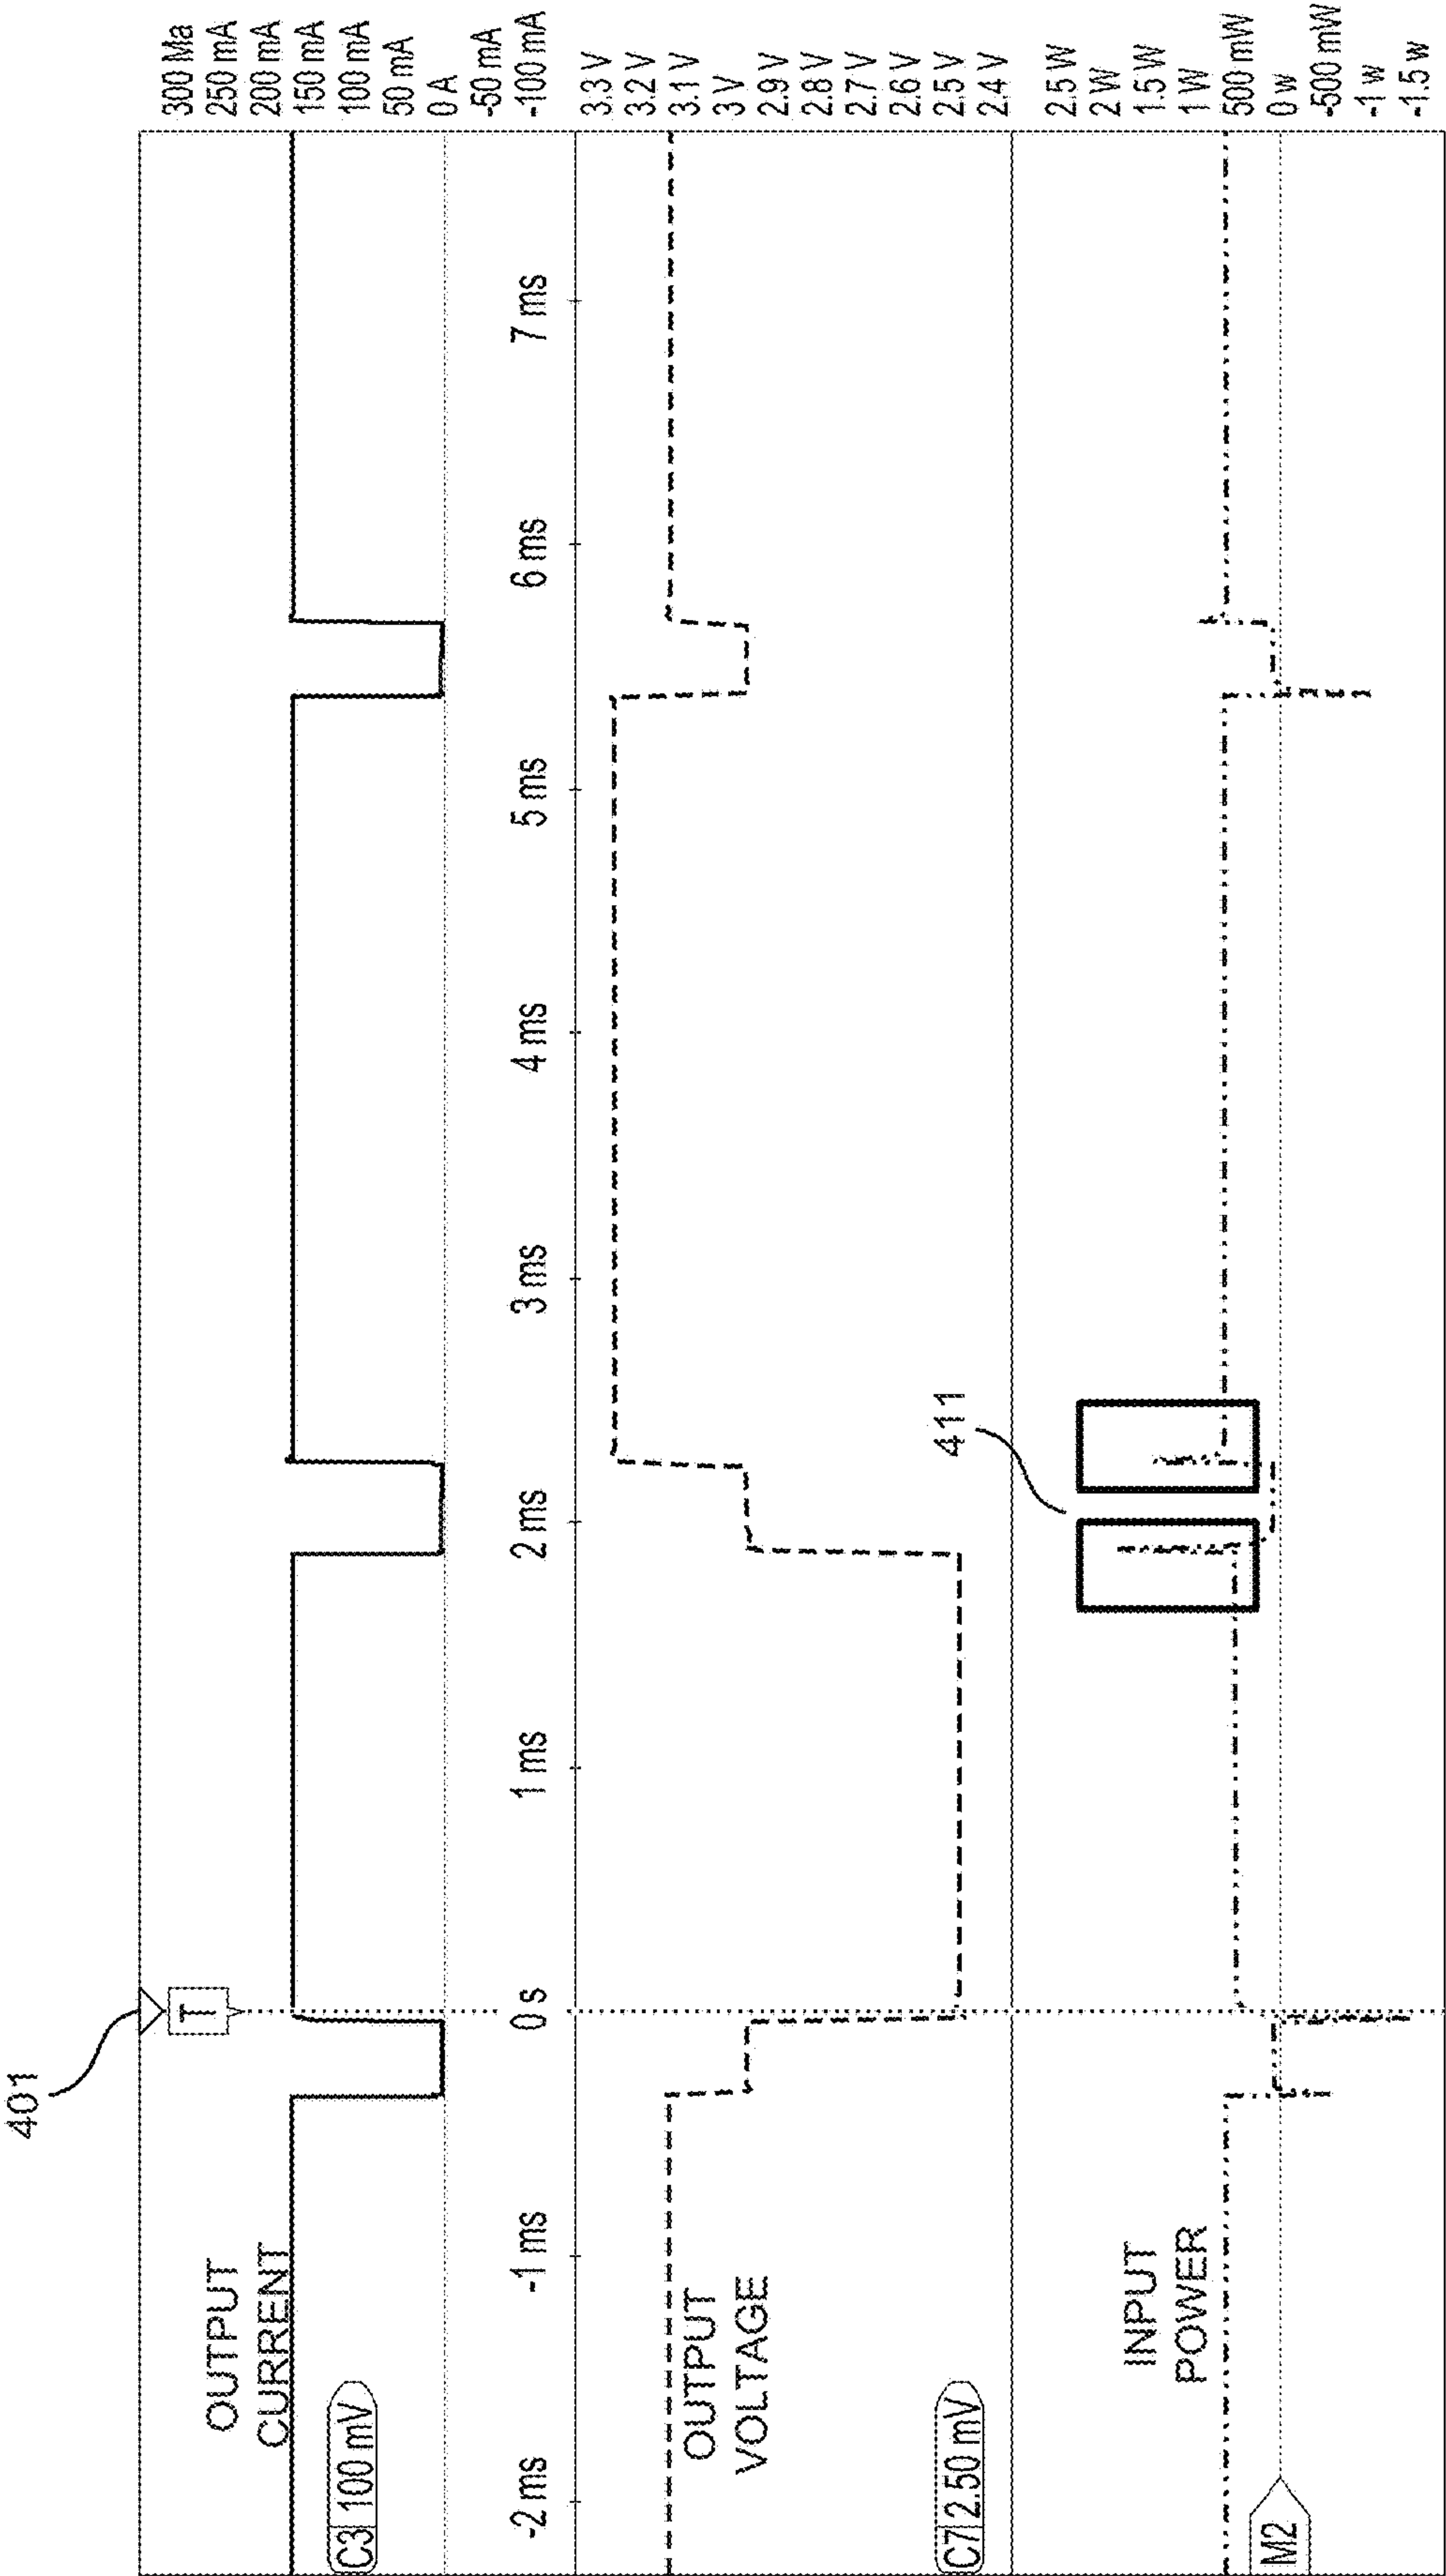 401
T
OUTPUT
CURRENT
C3 100 mV
300 Ma
250 mA
200 mA
150 mA
100 mA
50 mA
0 A
-50 mA
-100 mA
-2 ms
-1 ms
0 s
1 ms
2 ms
3 ms
4 ms
5 ms
6 ms
7 ms
OUTPUT
VOLTAGE
C7 2.50 mV
3.3 V
3.2 V
3.1 V
3 V
2.9 V
2.8 V
2.7 V
2.6 V
2.5 V
2.4 V
411
INPUT
POWER
M2
2.5 W
2 W
1.5 W
1 W
500 mW
0 w
-500 mW
-1 w
-1.5 w